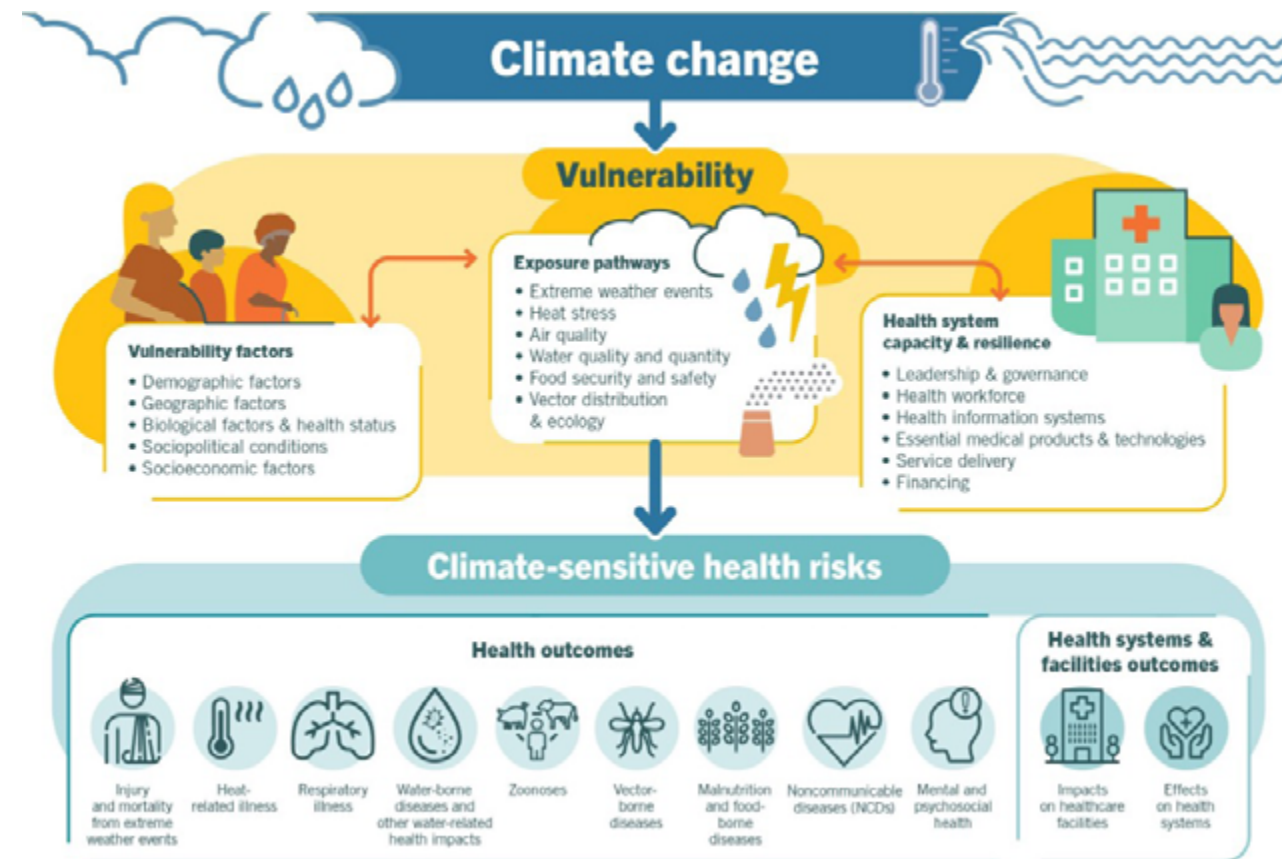 Climate change
Vulnerability
Vulnerability factors
• Demographic factors
• Geographic factors
• Biological factors & health status
• Sociopolitical conditions
• Socioeconomic factors
Exposure pathways
• Extreme weather events
• Heat stress
• Air quality
• Water quality and quantity
• Food security and safety
• Vector distribution
& ecology
Health system
capacity & resilience
• Leadership & governance
• Health workforce
• Health information systems
• Essential medical products & technologies
• Service delivery
• Financing
Climate-sensitive health risks
Health outcomes
Injury
and mortality
from extreme
weather events
Heat-
related illness
Respiratory
illness
Water-borne
diseases and
other water-related
health impacts
Zoonoses
Vector-
borne
diseases
Malnutrition
and food-
borne
diseases
Noncommunicable
diseases (NCDs)
Mental and
psychosocial
health
Health systems &
facilities outcomes
Impacts
on healthcare
facilities
Effects
on health
systems